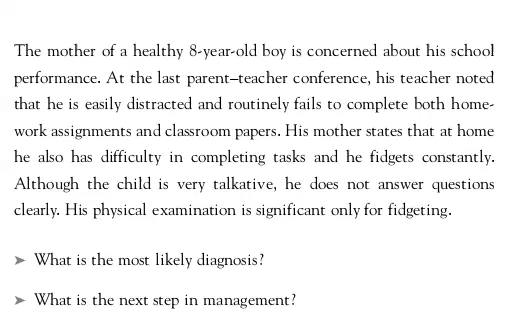 The mother of a healthy 8-year-old boy is concerned about his school
performance. At the last parent–teacher conference, his teacher noted
that he is easily distracted and routinely fails to complete both home-
work assignments and classroom papers. His mother states that at home
he also has difficulty in completing tasks and he fidgets constantly.
Although the child is very talkative, he does not answer questions
clearly. His physical examination is significant only for fidgeting.
➤ What is the most likely diagnosis?
➤ What is the next step in management?